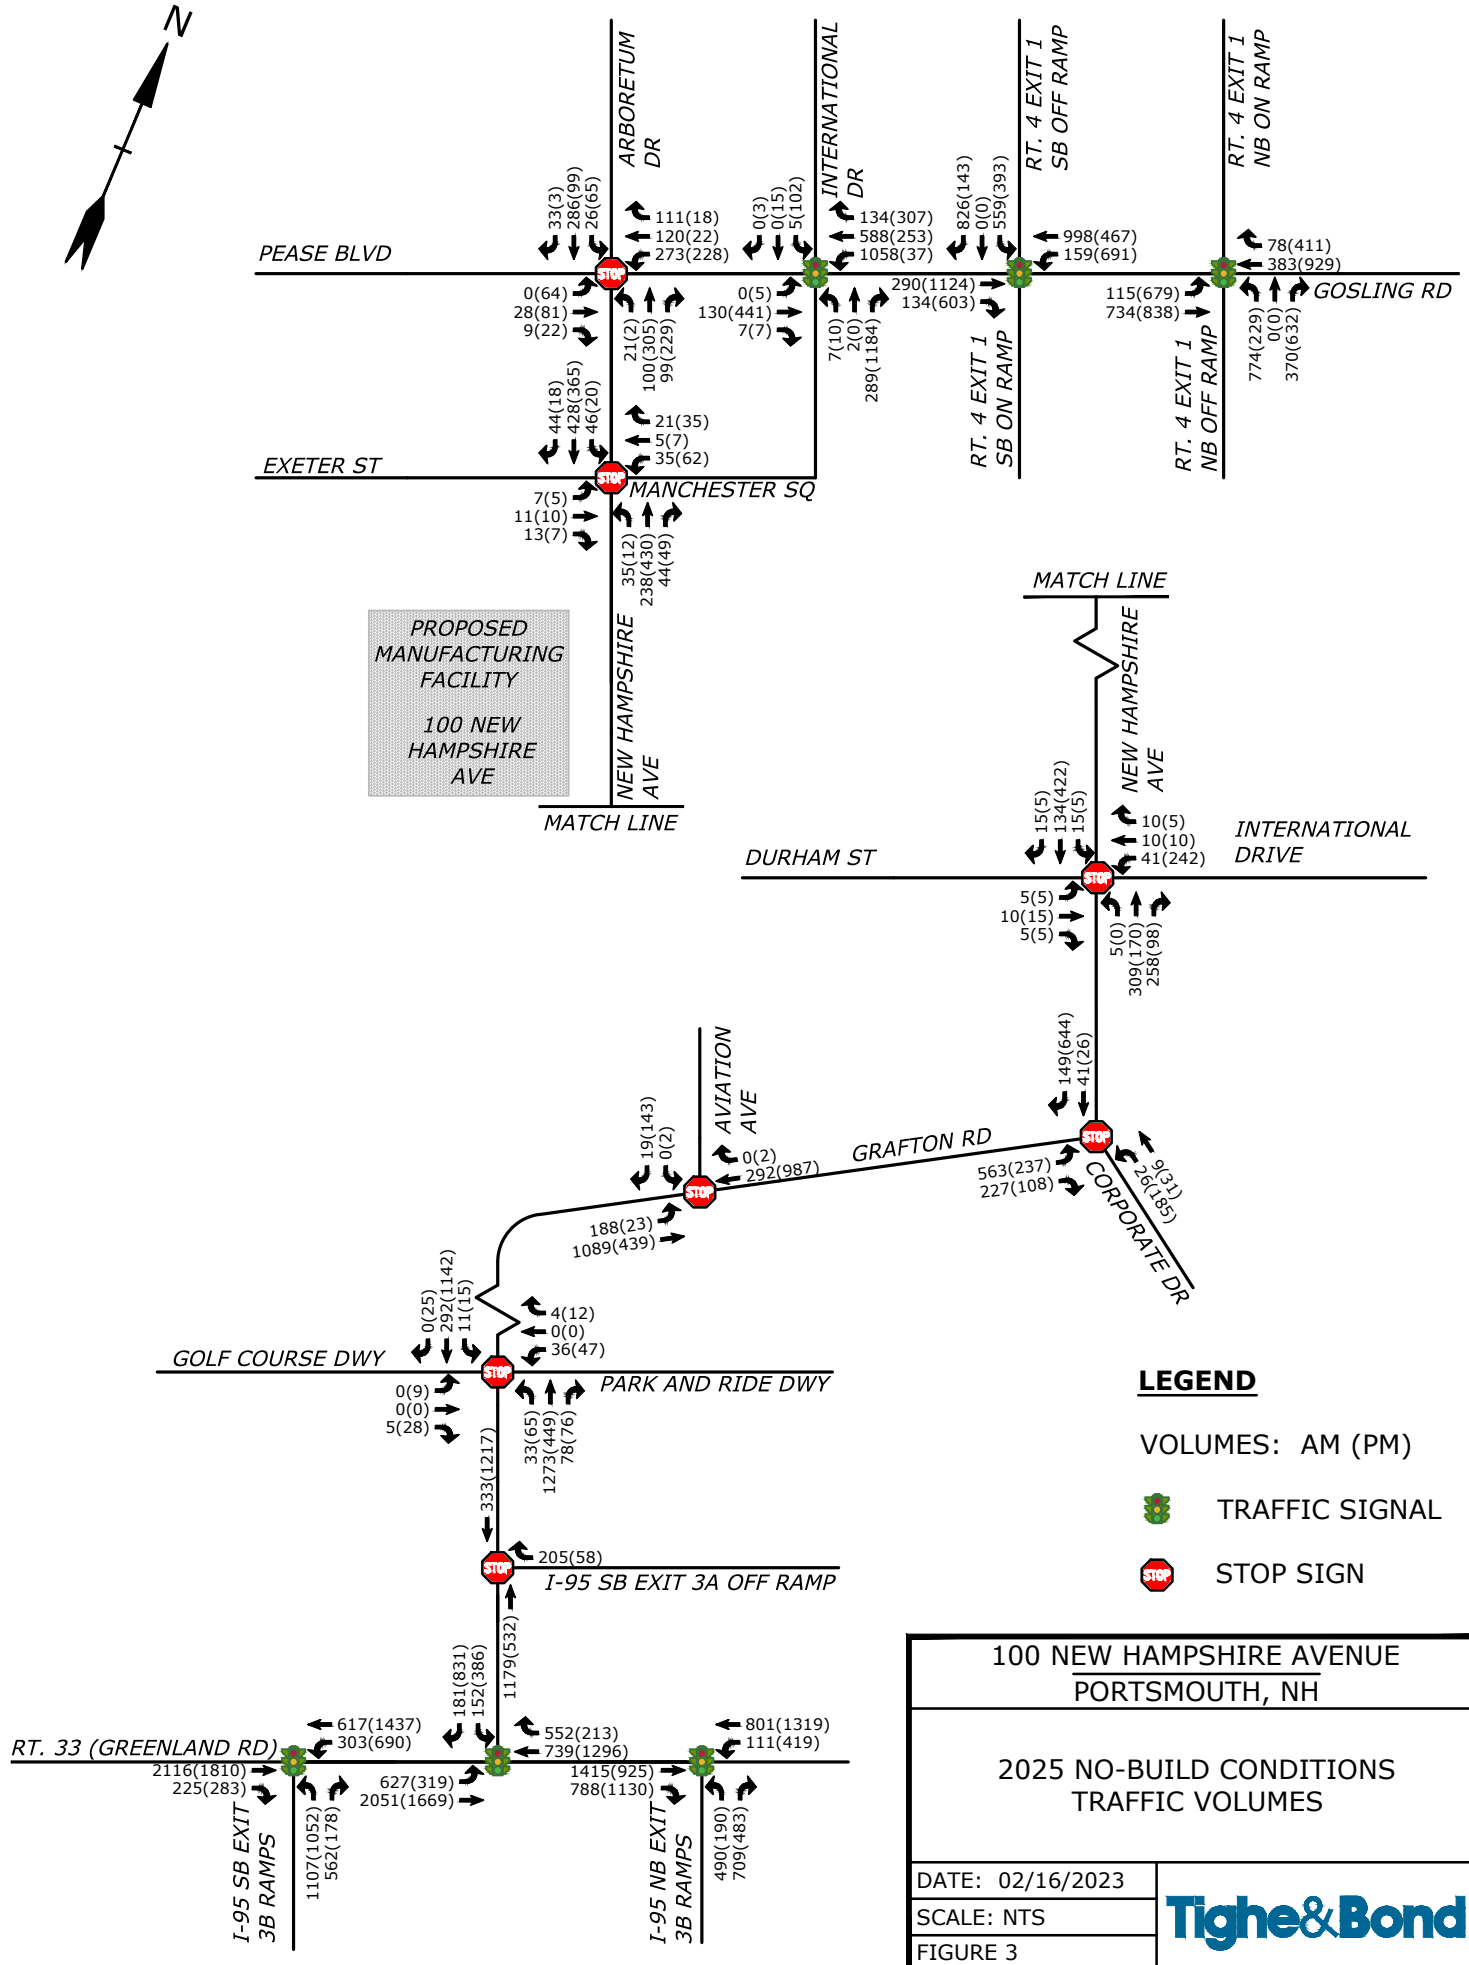 N
ARBORETUM
DR
INTERNATIONAL
DR
RT. 4 EXIT 1
SB OFF RAMP
RT. 4 EXIT 1
NB ON RAMP
PEASE BLVD
33(3)
286(99)
26(65)
111(18)
120(22)
273(228)
0(64)
28(81)
9(22)
21(2)
100(305)
99(229)
STOP
0(3)
0(15)
5(102)
134(307)
588(253)
1058(37)
0(5)
130(441)
7(7)
7(10)
2(0)
289(1184)
826(143)
0(0)
559(393)
998(467)
159(691)
290(1124)
134(603)
RT. 4 EXIT 1
SB ON RAMP
78(411)
383(929)
GOSLING RD
115(679)
734(838)
774(229)
0(0)
370(632)
RT. 4 EXIT 1
NB OFF RAMP
EXETER ST
44(18)
428(365)
46(20)
21(35)
5(7)
35(62)
STOP
MANCHESTER SQ
7(5)
11(10)
13(7)
35(12)
238(430)
44(49)
PROPOSED
MANUFACTURING
FACILITY
100 NEW
HAMPSHIRE
AVE
NEW HAMPSHIRE
AVE
MATCH LINE
MATCH LINE
NEW HAMPSHIRE
AVE
DURHAM ST
15(5)
134(422)
15(5)
10(5)
10(10)
41(242)
INTERNATIONAL
DRIVE
STOP
5(5)
10(15)
5(5)
5(0)
309(170)
258(98)
149(644)
41(26)
STOP
563(237)
227(108)
9(31)
26(185)
CORPORATE DR
GRAFTON RD
AVIATION
AVE
19(143)
0(2)
0(2)
292(987)
STOP
188(23)
1089(439)
0(25)
292(1142)
11(15)
4(12)
0(0)
36(47)
GOLF COURSE DWY
STOP
PARK AND RIDE DWY
0(9)
0(0)
5(28)
33(65)
1273(449)
78(76)
333(1217)
205(58)
STOP
I-95 SB EXIT 3A OFF RAMP
1179(532)
181(831)
152(386)
552(213)
739(1296)
627(319)
2051(1669)
RT. 33 (GREENLAND RD)
617(1437)
303(690)
2116(1810)
225(283)
1107(1052)
562(178)
I-95 SB EXIT
3B RAMPS
801(1319)
111(419)
1415(925)
788(1130)
490(190)
709(483)
I-95 NB EXIT
3B RAMPS
LEGEND
VOLUMES: AM (PM)
TRAFFIC SIGNAL
STOP
STOP SIGN
100 NEW HAMPSHIRE AVENUE
PORTSMOUTH, NH
2025 NO-BUILD CONDITIONS
TRAFFIC VOLUMES
DATE: 02/16/2023
SCALE: NTS
FIGURE 3
Tighe&Bond